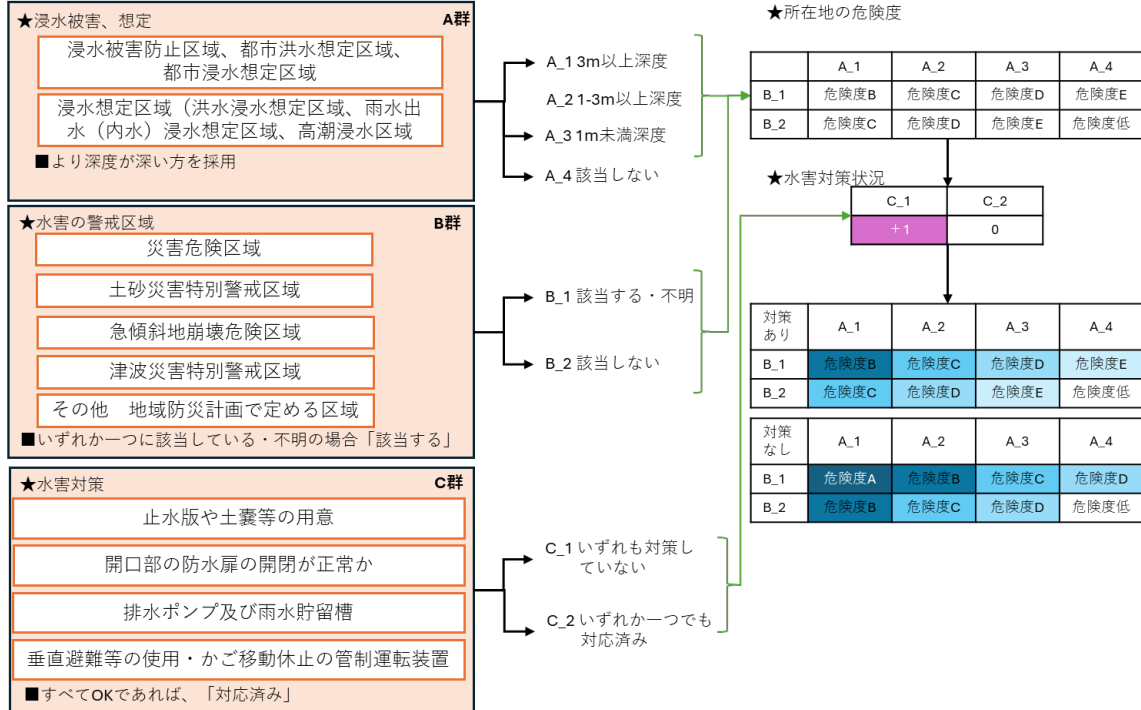 ★浸水被害、想定
A群
浸水被害防止区域、都市洪水想定区域、
都市浸水想定区域
浸水想定区域（洪水浸水想定区域、雨水出
水（内水）浸水想定区域、高潮浸水区域
■より深度が深い方を採用
A_1 3m以上深度
A_2 1-3m以上深度
A_3 1m未満深度
A_4 該当しない
★水害の警戒区域
B群
災害危険区域
土砂災害特別警戒区域
急傾斜地崩壊危険区域
津波災害特別警戒区域
その他　地域防災計画で定める区域
■いずれか一つに該当している・不明の場合「該当する」
B_1 該当する・不明
B_2 該当しない
★水害対策
C群
止水版や土嚢等の用意
開口部の防水扉の開閉が正常か
排水ポンプ及び雨水貯留槽
垂直避難等の使用・かご移動休止の管制運転装置
■すべてOKであれば、「対応済み」
C_1 いずれも対策し
ていない
C_2 いずれか一つでも
対応済み
★所在地の危険度
A_1 A_2 A_3 A_4
B_1 危険度B 危険度C 危険度D 危険度E
B_2 危険度C 危険度D 危険度E 危険度低
★水害対策状況
C_1 C_2
＋1 0
対策
あり A_1 A_2 A_3 A_4
B_1 危険度B 危険度C 危険度D 危険度E
B_2 危険度C 危険度D 危険度E 危険度低
対策
なし A_1 A_2 A_3 A_4
B_1 危険度A 危険度B 危険度C 危険度D
B_2 危険度B 危険度C 危険度D 危険度低